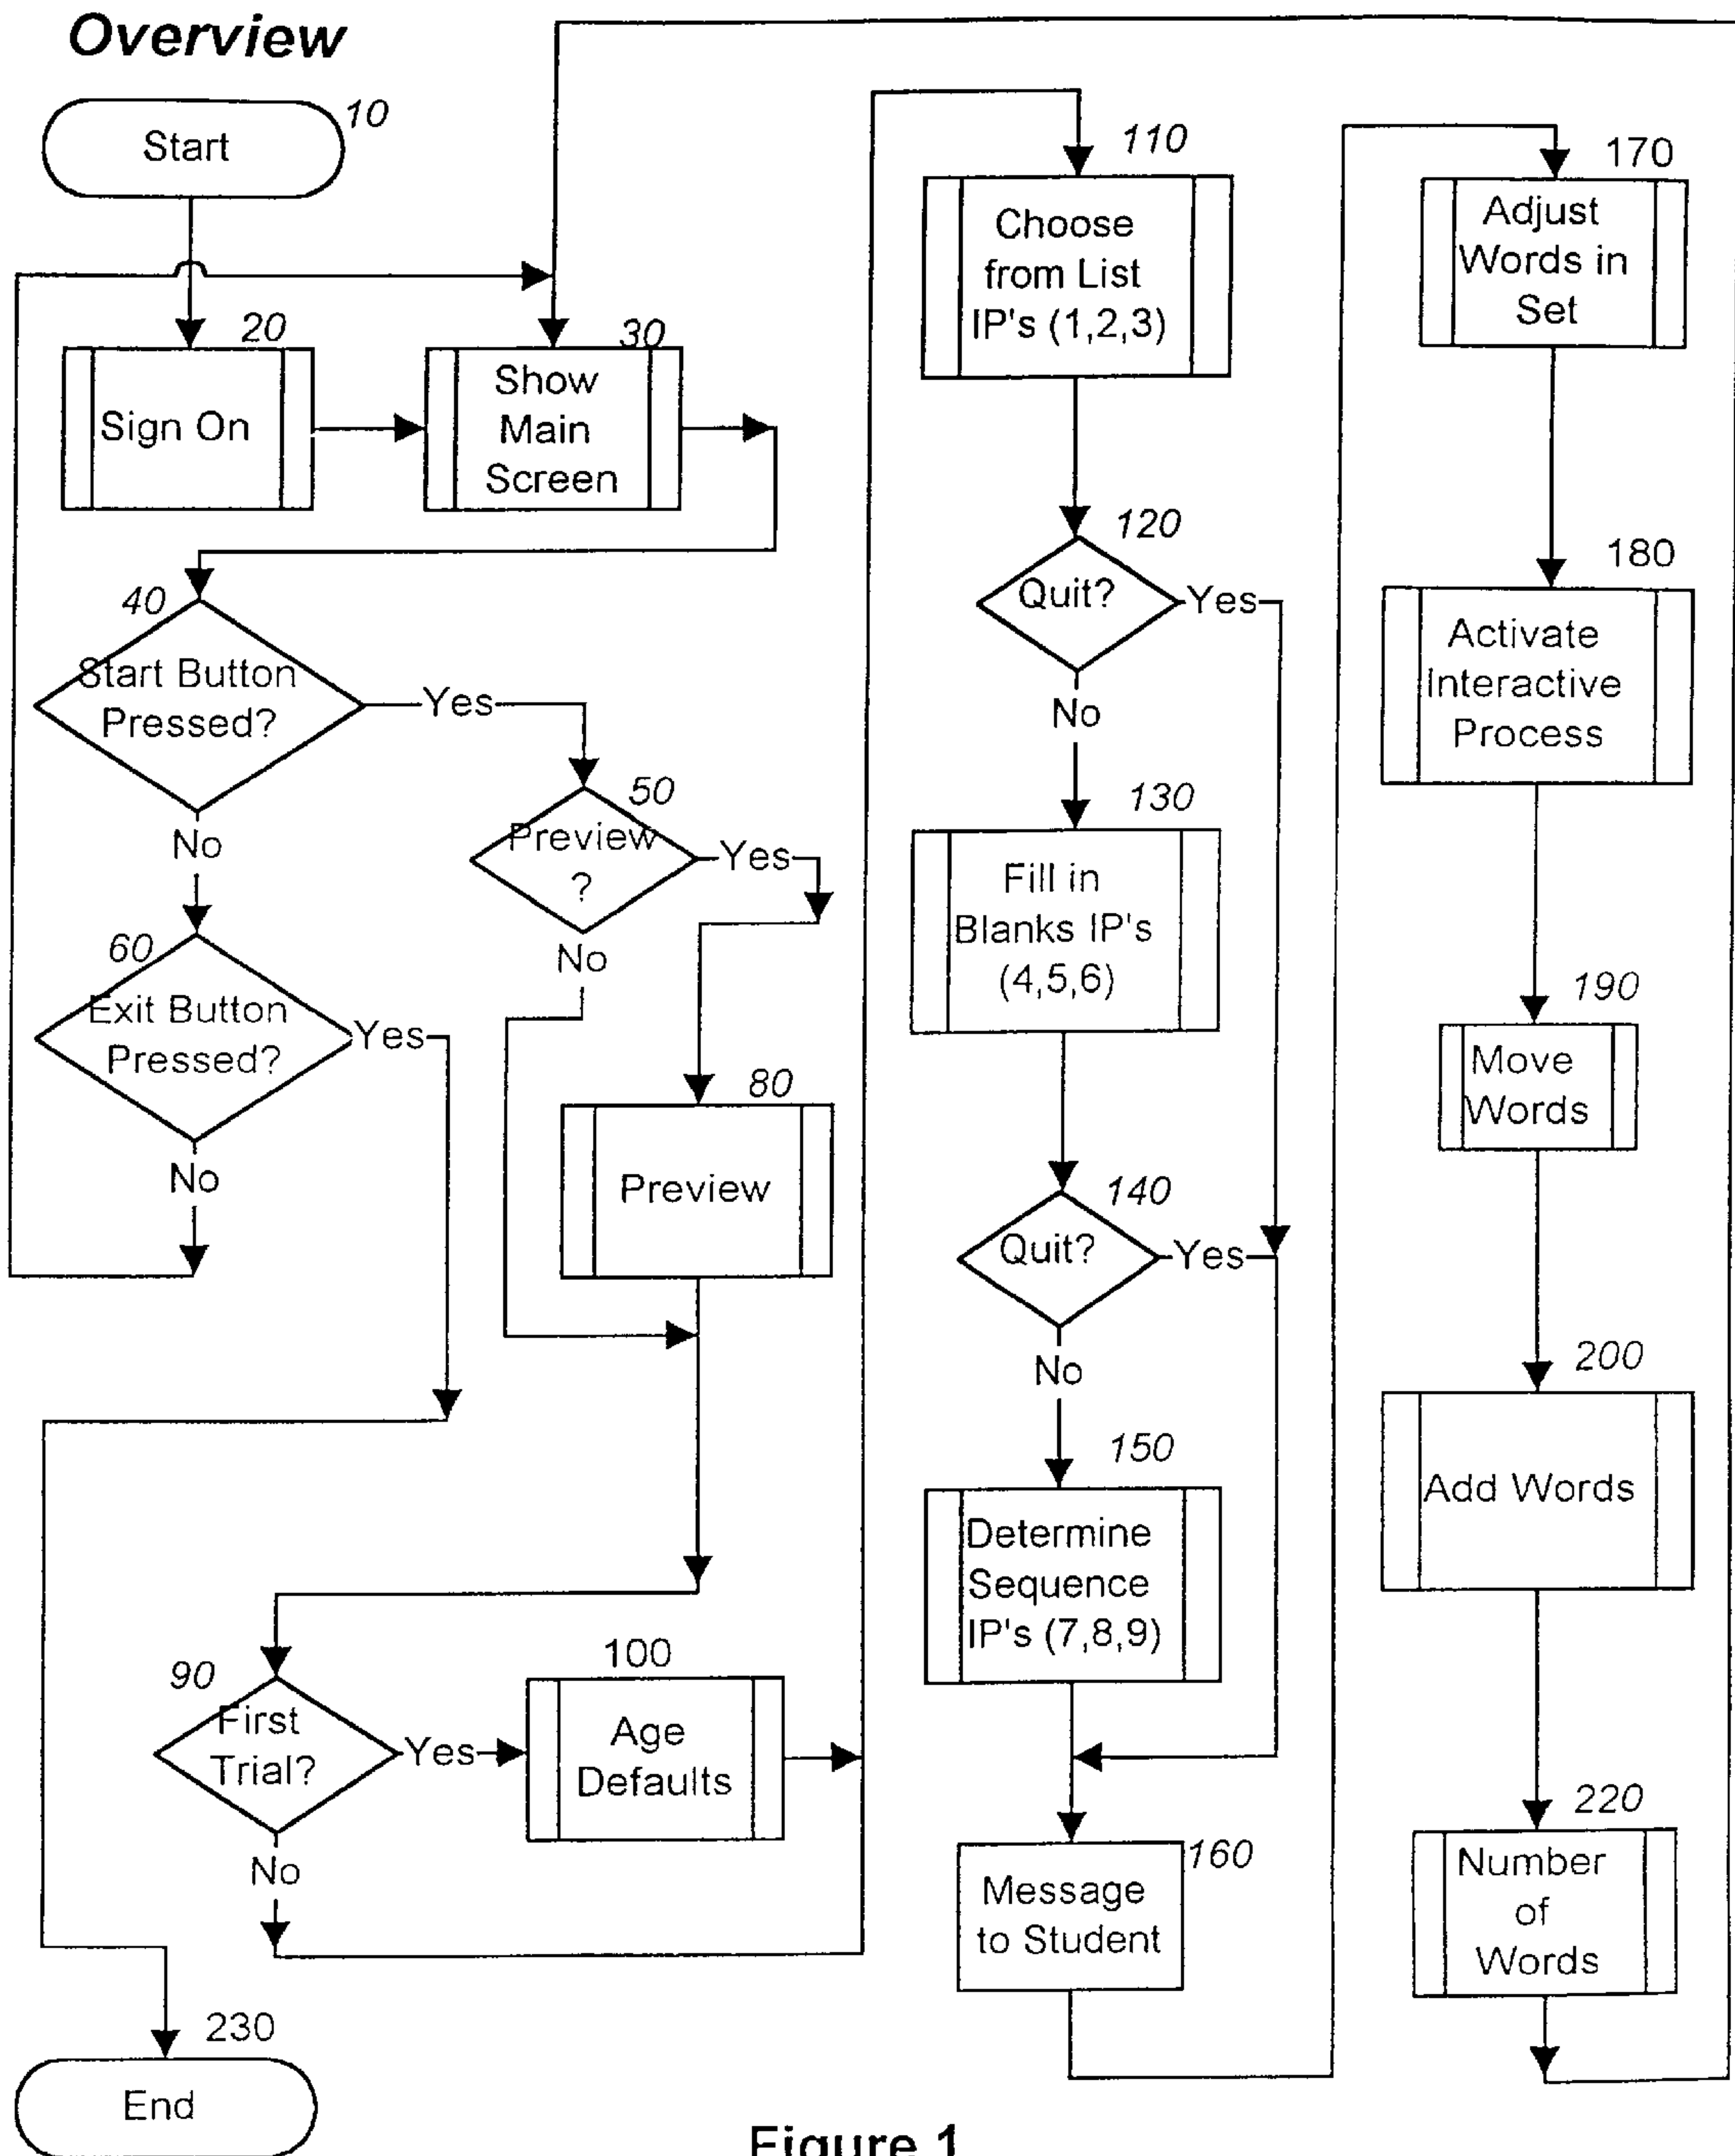 Overview
10
Start
20
Sign On
30
Show
Main
Screen
40
Start Button
Pressed?
Yes
No
50
Preview
?
Yes
No
60
Exit Button
Pressed?
Yes
No
80
Preview
90
First
Trial?
Yes
No
100
Age
Defaults
230
End
110
Choose
from List
IP's (1,2,3)
120
Quit?
Yes
No
130
Fill in
Blanks IP's
(4,5,6)
140
Quit?
Yes
No
150
Determine
Sequence
IP's (7,8,9)
160
Message
to Student
170
Adjust
Words in
Set
180
Activate
Interactive
Process
190
Move
Words
200
Add Words
220
Number
of
Words
Figure 1